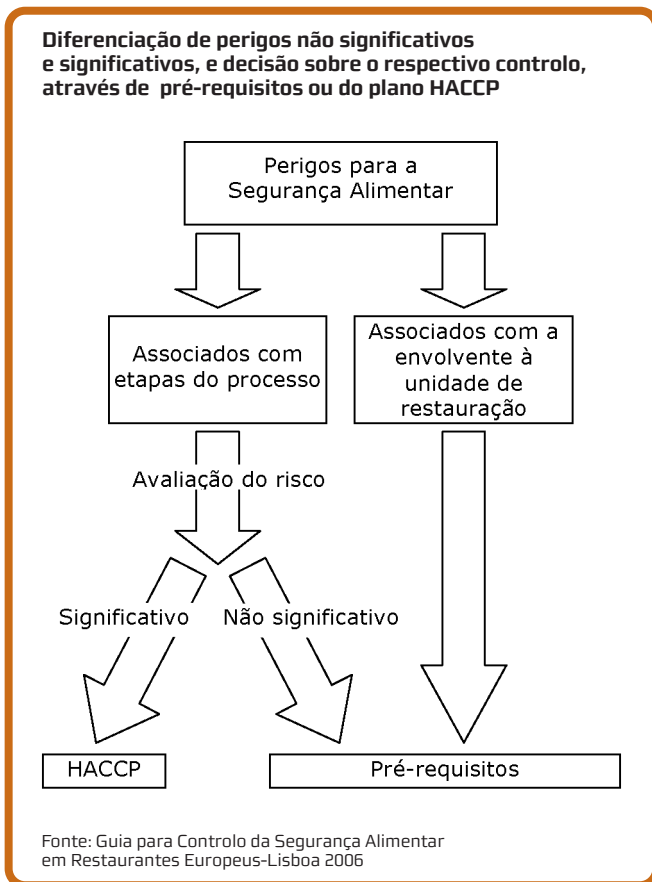 Diferenciação de perigos não significativos
e significativos, e decisão sobre o respectivo controlo,
através de pré-requisitos ou do plano HACCP
Perigos para a
Segurança Alimentar
Associados com
etapas do processo
Associados com a
envolvente à
unidade de
restauração
Avaliação do risco
Significativo
Não significativo
HACCP
Pré-requisitos
Fonte: Guia para Controlo da Segurança Alimentar
em Restaurantes Europeus-Lisboa 2006